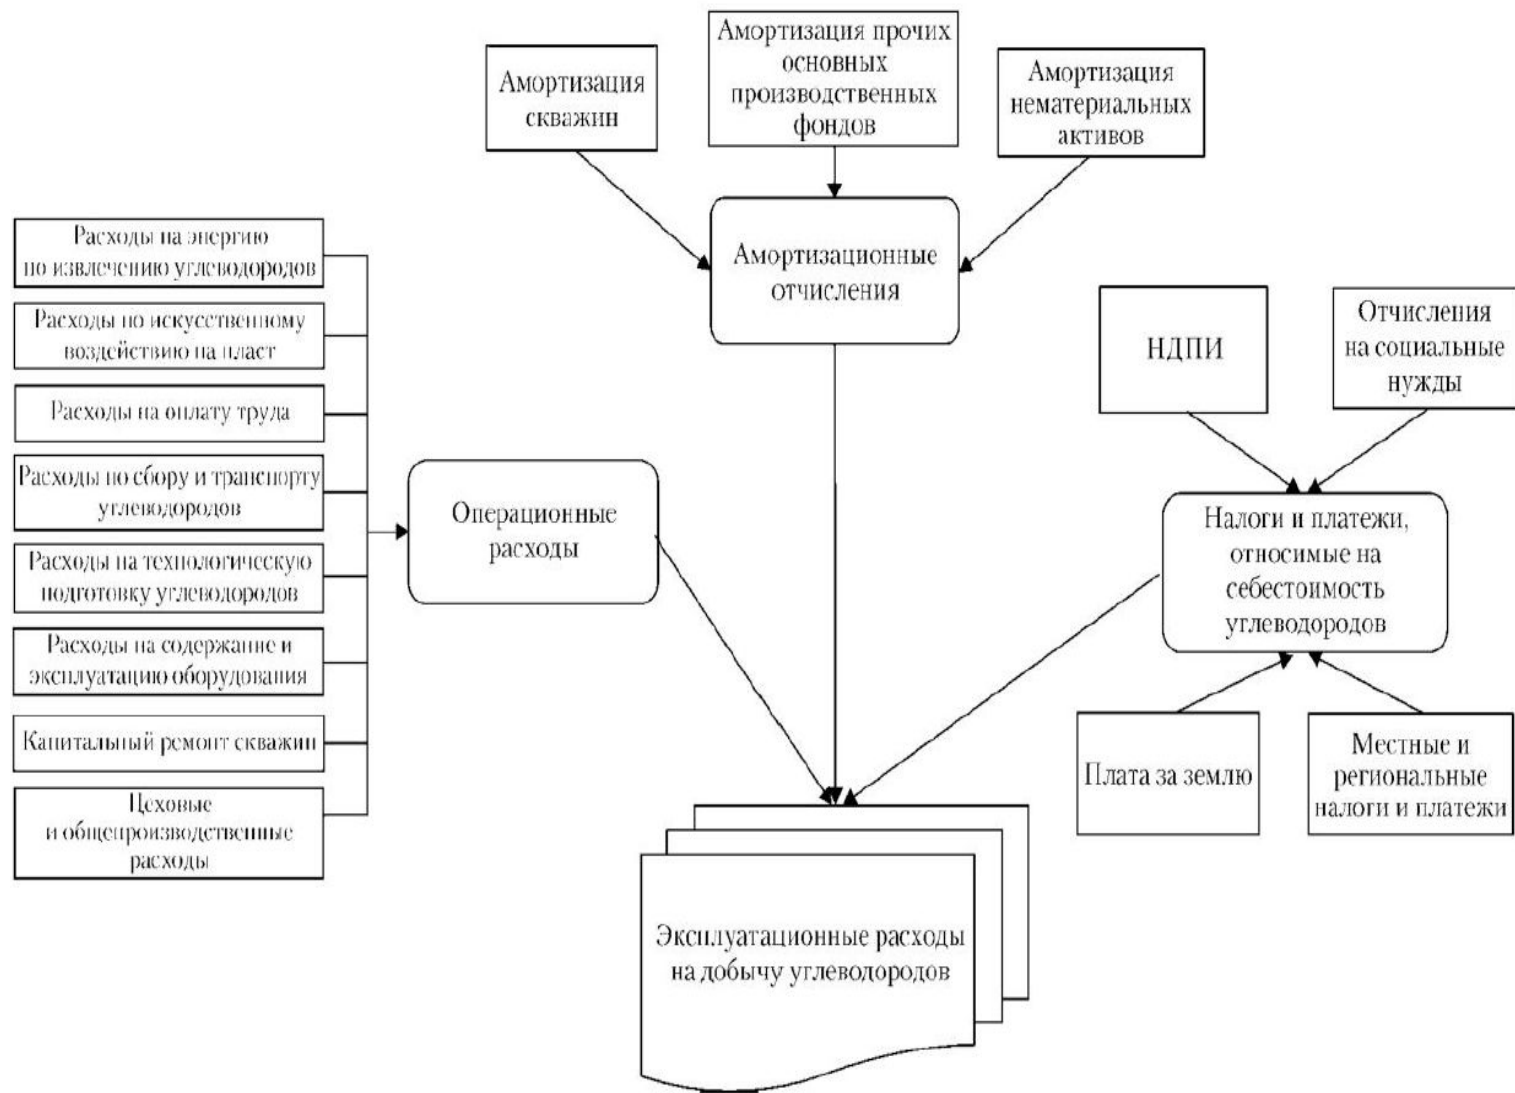 Амортизация
скважин
Амортизация прочих
основных
производственных
фондов
Амортизация
нематериальных
активов
Амортизационные
отчисления
Расходы на энергию
по извлечению углеводородов
Расходы по искусственному
воздействию на пласт
Расходы на оплату труда
Расходы по сбору и транспорту
углеводородов
Расходы на технологическую
подготовку углеводородов
Расходы на содержание и
эксплуатацию оборудования
Капитальный ремонт скважин
Цеховые
и общепроизводственные
расходы
Операционные
расходы
НДПИ
Отчисления
на социальные
нужды
Налоги и платежи,
относимые на
себестоимость
углеводородов
Плата за землю
Местные и
региональные
налоги и платежи
Эксплуатационные расходы
на добычу углеводородов